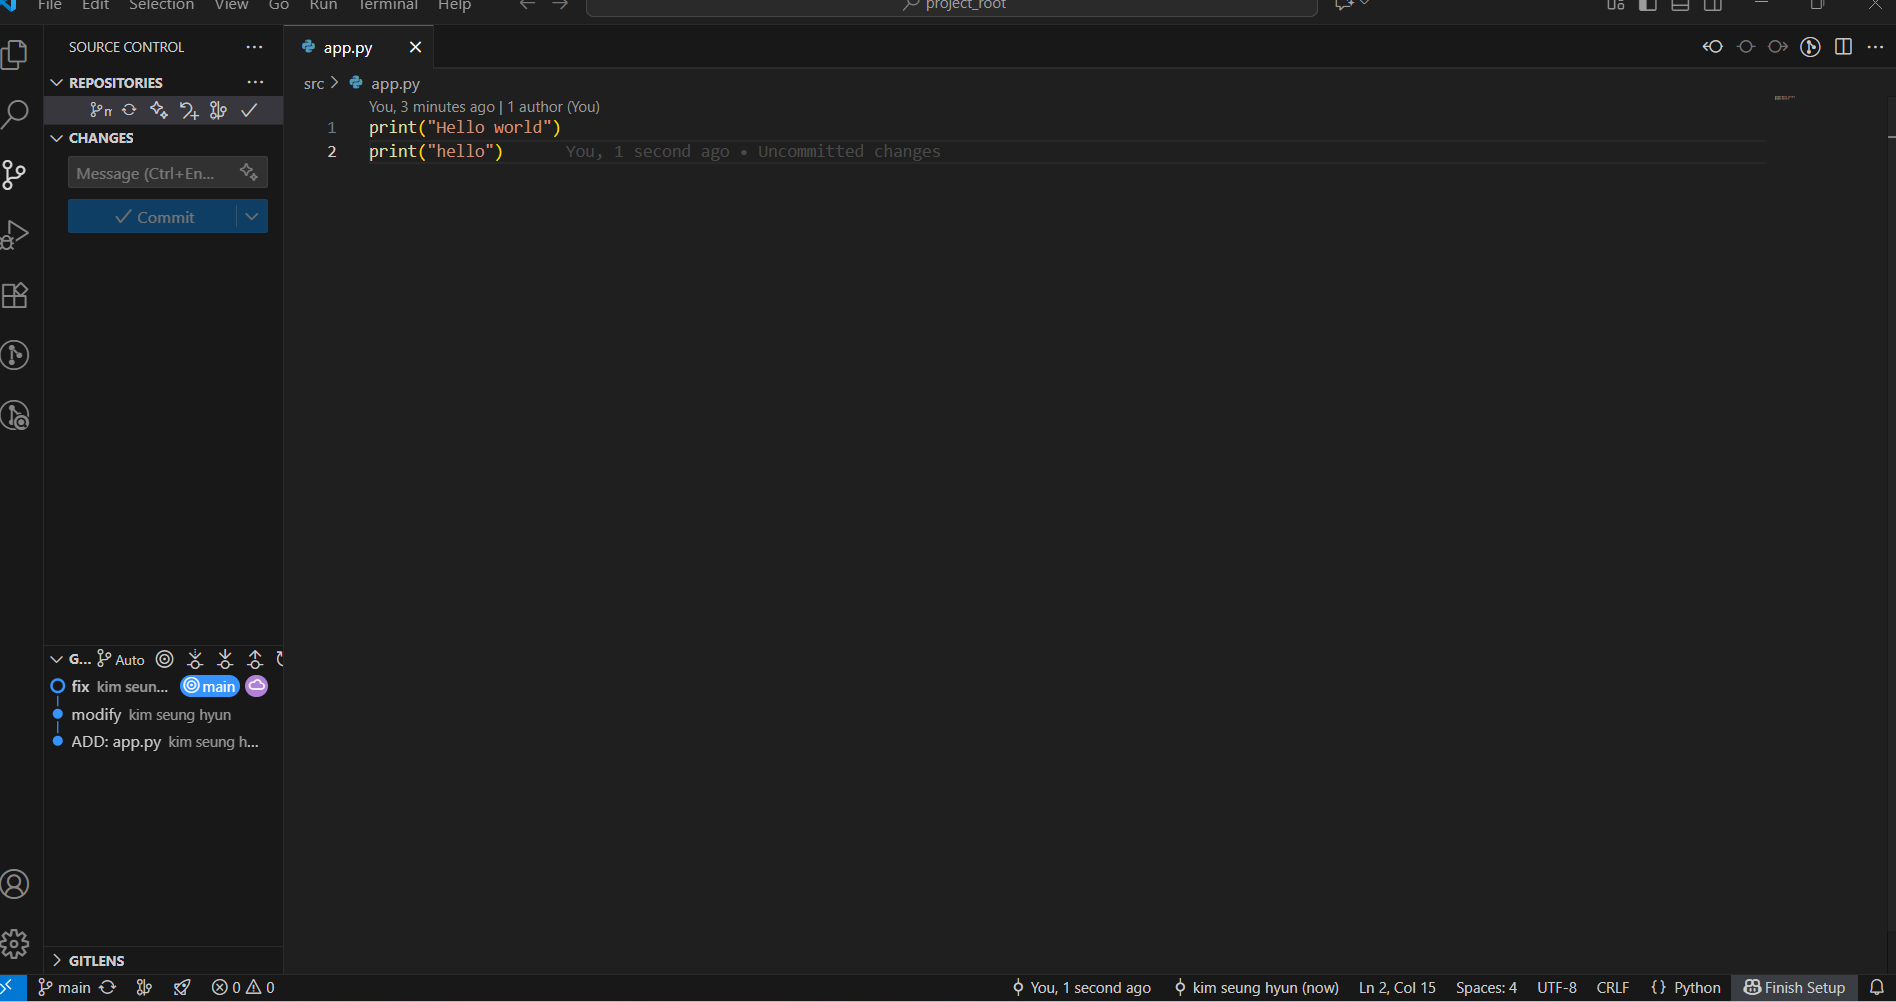 File Edit Selection View Go Run Terminal Help
project_root
SOURCE CONTROL
REPOSITORIES
CHANGES
Message (Ctrl+En...
Commit
G... Auto
fix kim seun... main
modify kim seung hyun
ADD: app.py kim seung h...
GITLENS
app.py
src > app.py
You, 3 minutes ago | 1 author (You)
1 print("Hello world")
2 print("hello") You, 1 second ago • Uncommitted changes
main 0 0 You, 1 second ago kim seung hyun (now) Ln 2, Col 15 Spaces: 4 UTF-8 CRLF {} Python Finish Setup